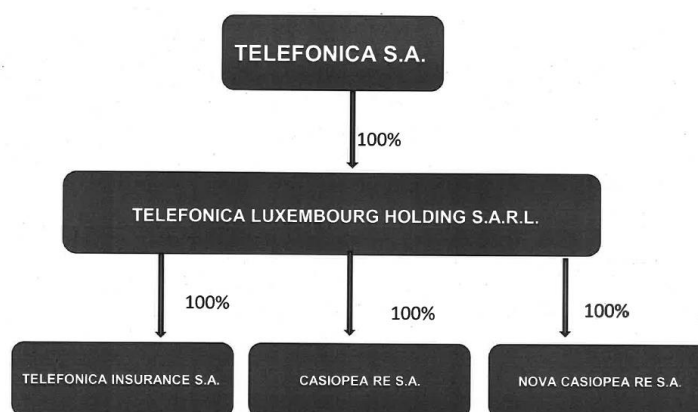 TELEFONICA S.A.
100%
TELEFONICA LUXEMBOURG HOLDING S.A.R.L.
100%
100%
100%
TELEFONICA INSURANCE S.A.
CASIOPEA RE S.A.
NOVA CASIOPEA RE S.A.